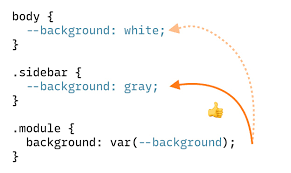 body {
  --background: white;
}
.sidebar {
  --background: gray;
}
.module {
  background: var(--background);
}